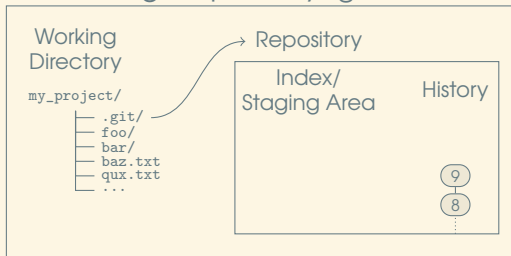 Working
Directory
my_project/
.git/
foo/
bar/
baz.txt
qux.txt
...
Repository
Index/
Staging Area
History
9
8